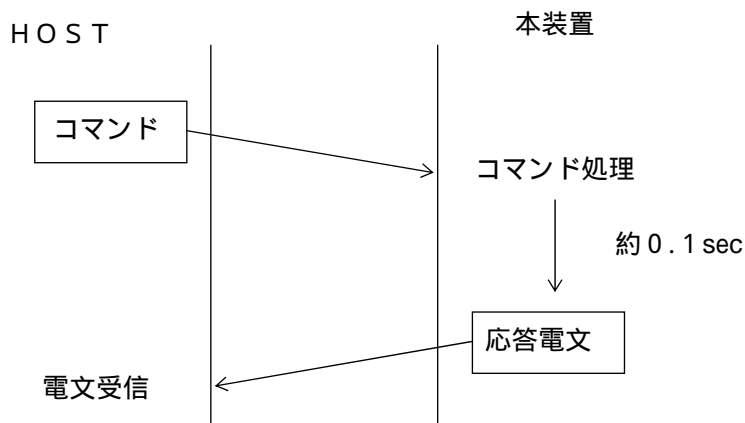 ＨＯＳＴ
本装置
コマンド
コマンド処理
約０.１sec
応答電文
電文受信